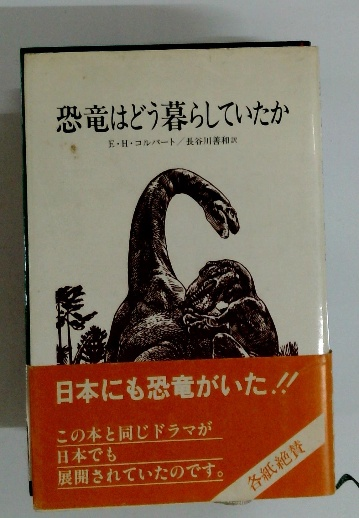 恐竜はどう暮らしていたか
E・H・コルバート／長谷川善和訳
日本にも恐竜がいた!!
この本と同じドラマが
日本でも
展開されていたのです。
各紙絶賛